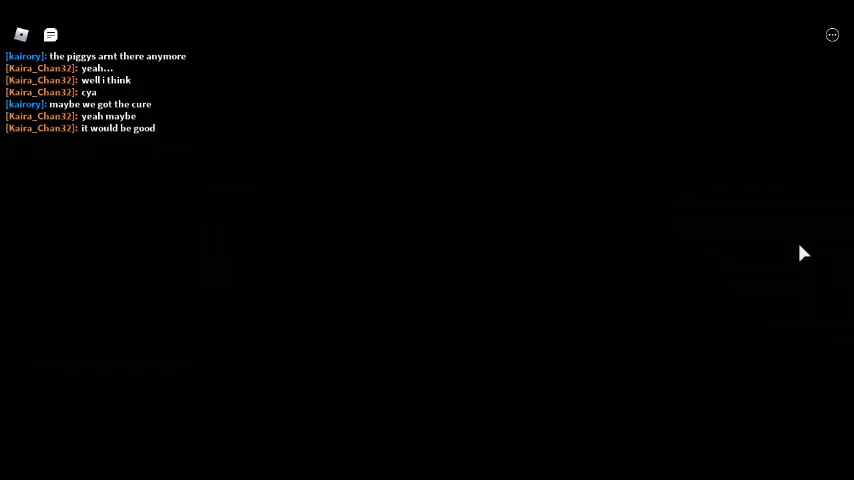 [kairory]: the piggys arnt there anymore
[Kaira_Chan32]: yeah...
[Kaira_Chan32]: well i think
[Kaira_Chan32]: cya
[kairory]: maybe we got the cure
[Kaira_Chan32]: yeah maybe
[Kaira_Chan32]: it would be good